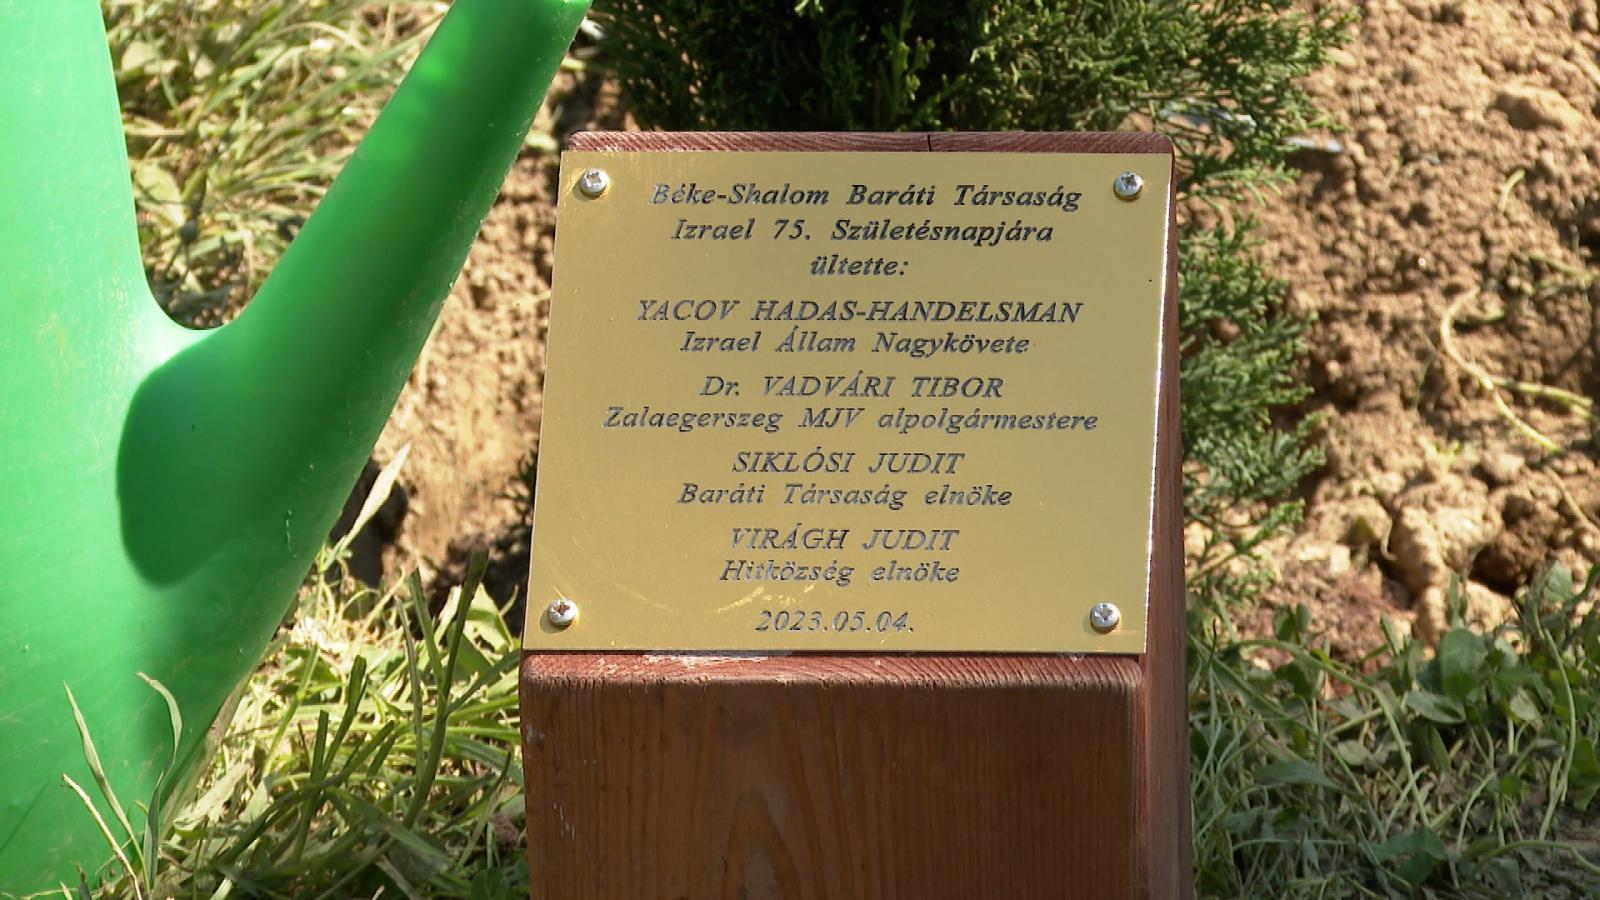 Béke-Shalom Baráti Társaság
Izrael 75. Születésnapjára
ültette:
YACOV HADAS-HANDELSMAN
Izrael Állam Nagykövete
Dr. VADVÁRI TIBOR
Zalaegerszeg MJV alpolgármestere
SIKLÓSI JUDIT
Baráti Társaság elnöke
VIRÁGH JUDIT
Hitközség elnöke
2023.05.04.